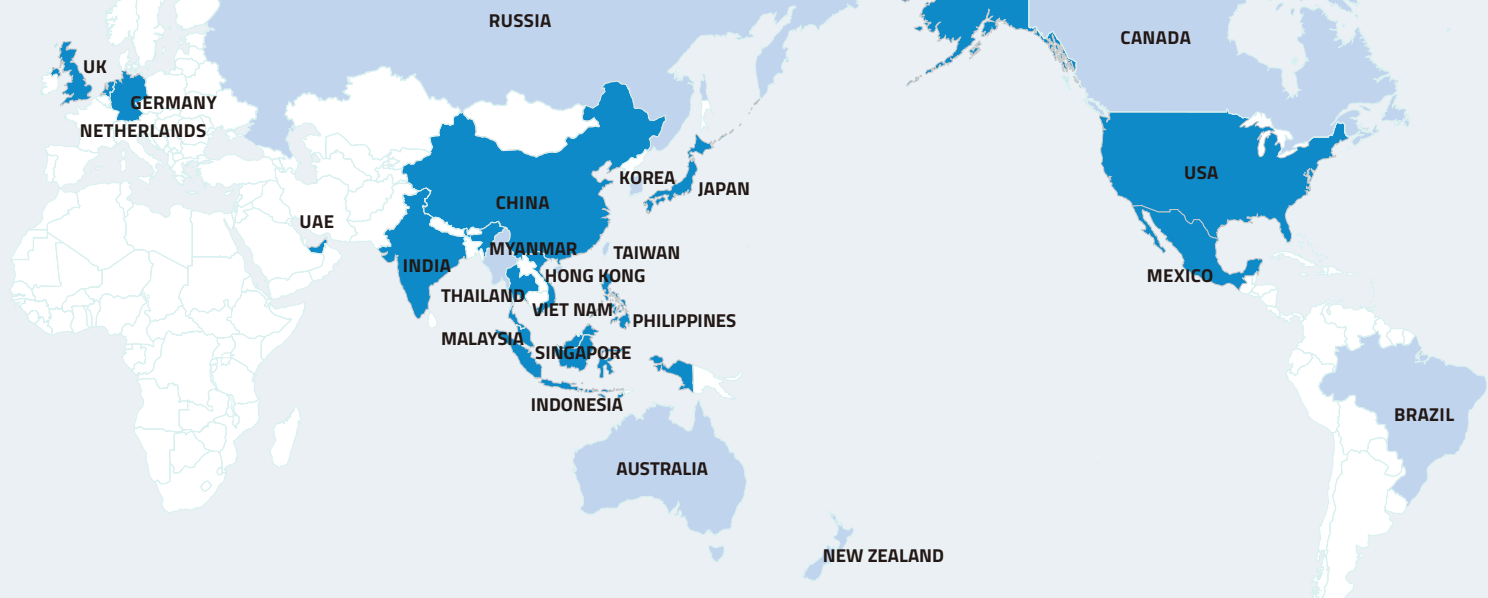 RUSSIA
CANADA
UK
GERMANY
NETHERLANDS
USA
KOREA
JAPAN
CHINA
UAE
MYANMAR
TAIWAN
INDIA
HONG KONG
MEXICO
THAILAND
VIET NAM
PHILIPPINES
MALAYSIA
SINGAPORE
INDONESIA
BRAZIL
AUSTRALIA
NEW ZEALAND